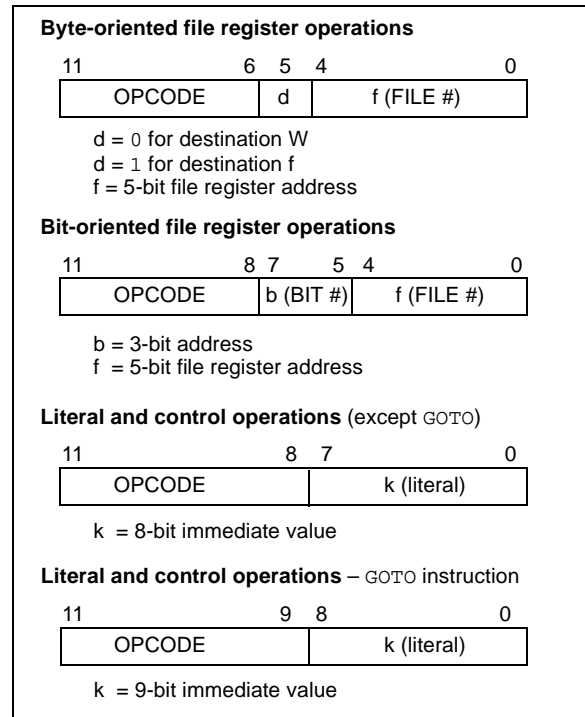 Byte-oriented file register operations
11 6 5 4 0
OPCODE d f (FILE #)
d = 0 for destination W
d = 1 for destination f
f = 5-bit file register address
Bit-oriented file register operations
11 8 7 5 4 0
OPCODE b (BIT #) f (FILE #)
b = 3-bit address
f = 5-bit file register address
Literal and control operations (except GOTO)
11 8 7 0
OPCODE k (literal)
k = 8-bit immediate value
Literal and control operations – GOTO instruction
11 9 8 0
OPCODE k (literal)
k = 9-bit immediate value